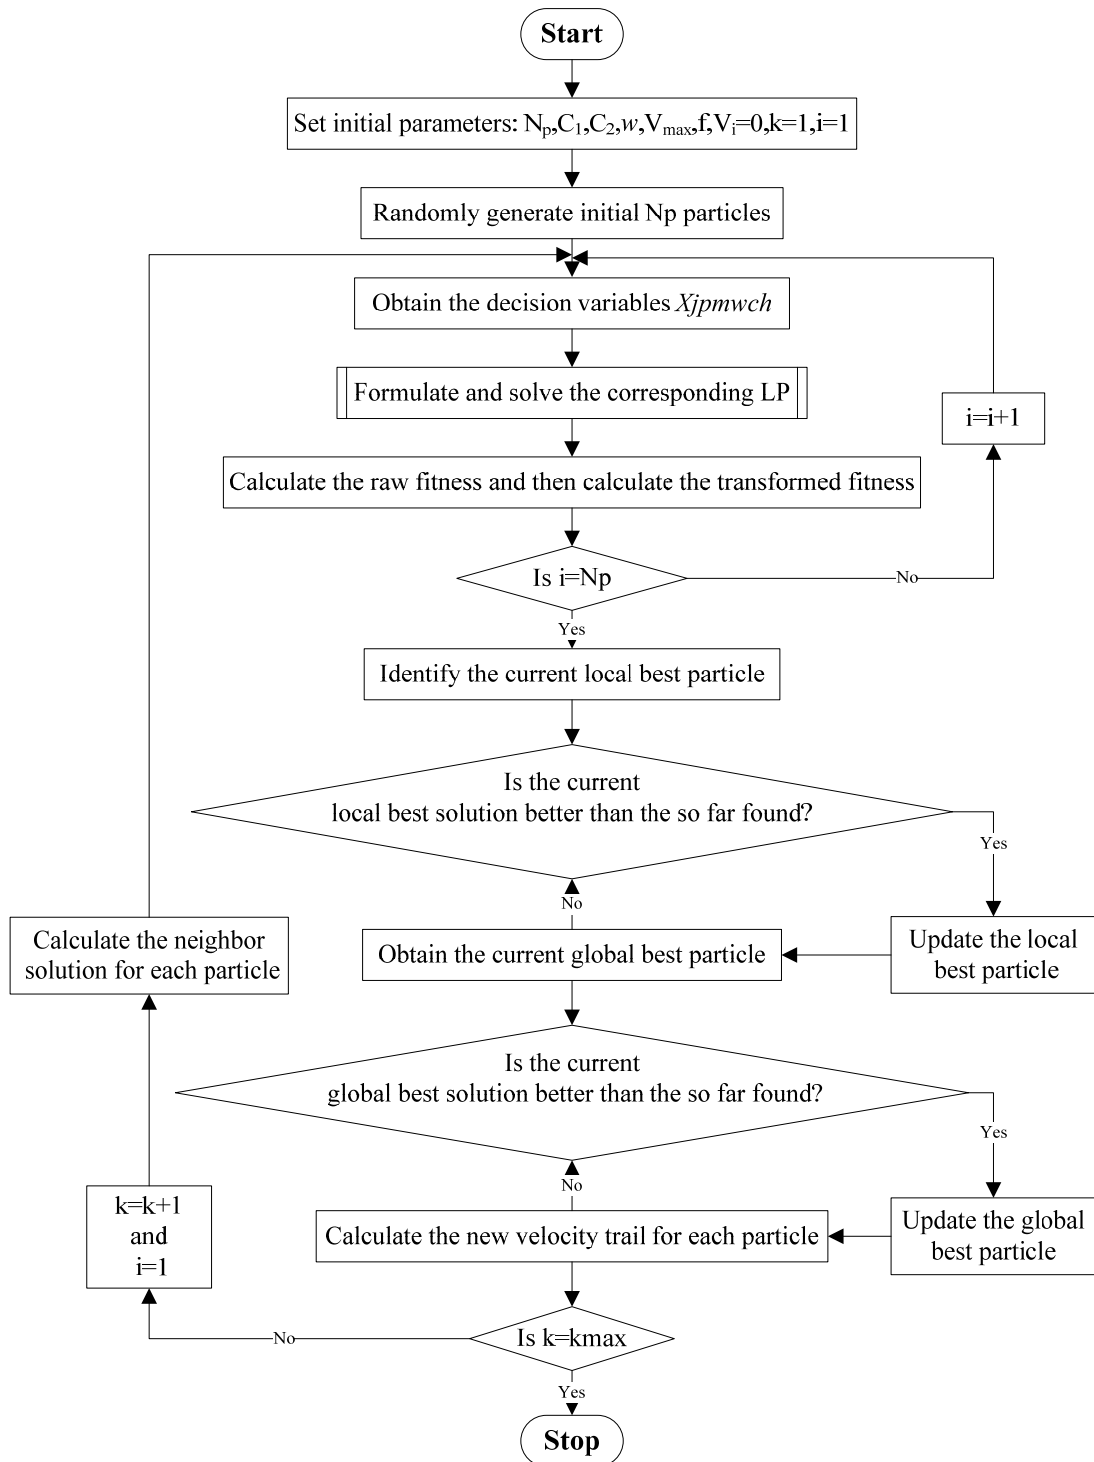 Start
Set initial parameters: Np,C1,C2,w,Vmax,f,Vi=0,k=1,i=1
Randomly generate initial Np particles
Obtain the decision variables Xjpmwch
Formulate and solve the corresponding LP
i=i+1
Calculate the raw fitness and then calculate the transformed fitness
Is i=Np
No
Yes
Identify the current local best particle
Is the current
local best solution better than the so far found?
Yes
No
Calculate the neighbor
solution for each particle
Obtain the current global best particle
Update the local
best particle
Is the current
global best solution better than the so far found?
Yes
No
k=k+1
and
i=1
Calculate the new velocity trail for each particle
Update the global
best particle
Is k=kmax
No
Yes
Stop